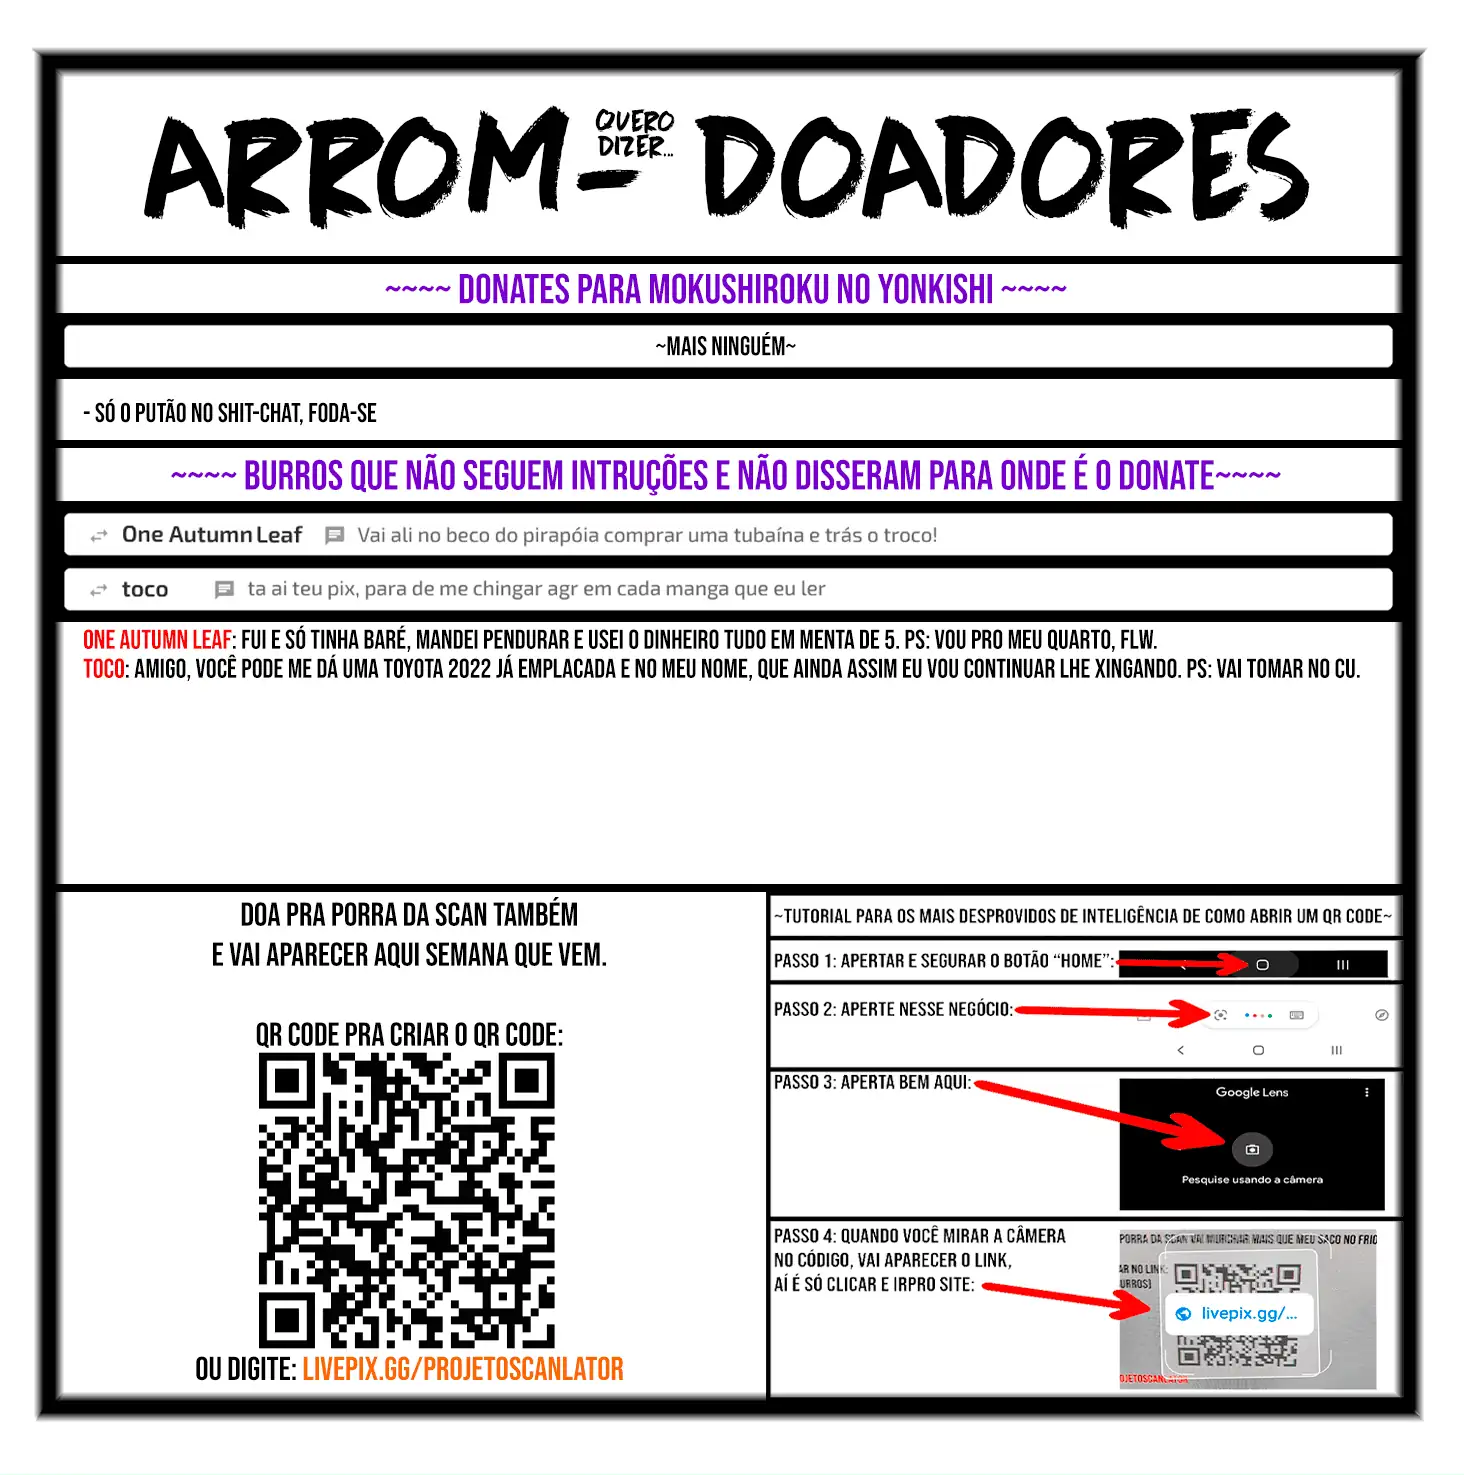 ARROM- QUERO DIZER... DOADORES
~~~~ DONATES PARA MOKUSHIROKU NO YONKISHI ~~~~
~MAIS NINGUÉM~
- SÓ O PUTÃO NO SHIT-CHAT, FODA-SE
~~~~ BURROS QUE NÃO SEGUEM INTRUÇÕES E NÃO DISSERAM PARA ONDE É O DONATE~~~~
One Autumn Leaf Vai ali no beco do pirapóia comprar uma tubaína e trás o troco!
toco ta ai teu pix, para de me chingar agr em cada manga que eu ler
ONE AUTUMN LEAF: FUI E SÓ TINHA BARÉ, MANDEI PENDURAR E USEI O DINHEIRO TUDO EM MENTA DE 5. PS: VOU PRO MEU QUARTO, FLW.
TOCO: AMIGO, VOCÊ PODE ME DÁ UMA TOYOTA 2022 JÁ EMPLACADA E NO MEU NOME, QUE AINDA ASSIM EU VOU CONTINUAR LHE XINGANDO. PS: VAI TOMAR NO CU.
DOA PRA PORRA DA SCAN TAMBÉM
E VAI APARECER AQUI SEMANA QUE VEM.
QR CODE PRA CRIAR O QR CODE:
OU DIGITE: LIVEPIX.GG/PROJETOSCANLATOR
~TUTORIAL PARA OS MAIS DESPROVIDOS DE INTELIGÊNCIA DE COMO ABRIR UM QR CODE~
PASSO 1: APERTAR E SEGURAR O BOTÃO “HOME”:
PASSO 2: APERTE NESSE NEGÓCIO:
PASSO 3: APERTA BEM AQUI:
Google Lens
Pesquise usando a câmera
PASSO 4: QUANDO VOCÊ MIRAR A CÂMERA
NO CÓDIGO, VAI APARECER O LINK,
AÍ É SÓ CLICAR E IRPRO SITE:
PORRA DA SCAN VAI MURCHAR MAIS QUE MEU SACO NO FRIO
AR NO LINK:
URROS)
livepix.gg/...
OJETOSCANLATOR